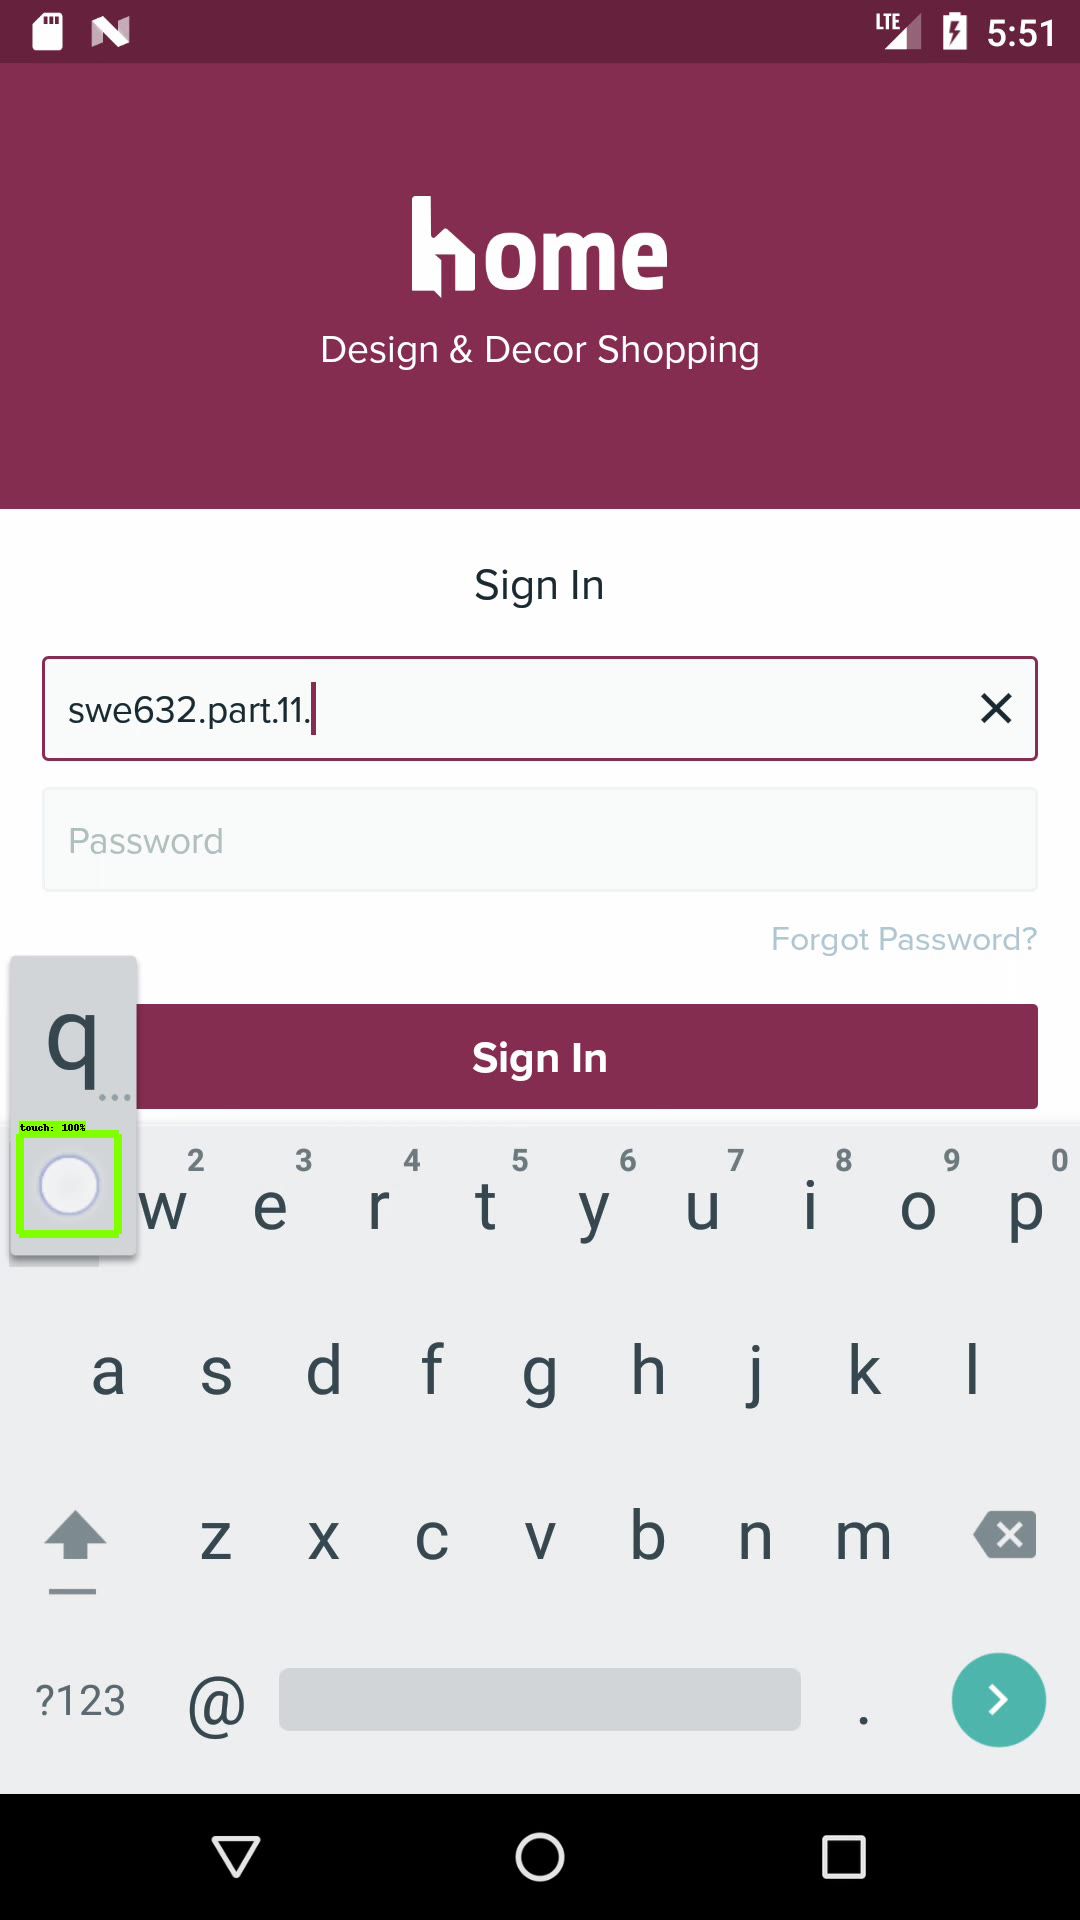 LTE 5:51
home
Design & Decor Shopping
Sign In
swe632.part.11.
Password
Forgot Password?
q
...
Sign In
touch: 100%
2 3 4 5 6 7 8 9 0
w e r t y u i o p
a s d f g h j k l
z x c v b n m
?123 @ .